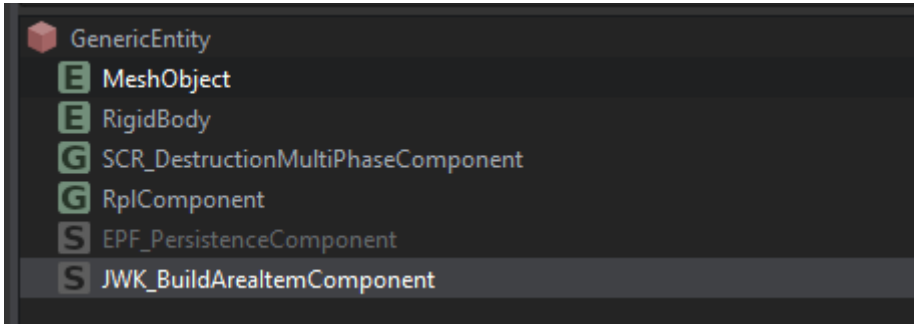 GenericEntity
E MeshObject
E RigidBody
G SCR_DestructionMultiPhaseComponent
G RplComponent
S EPF_PersistenceComponent
S JWK_BuildAreaItemComponent